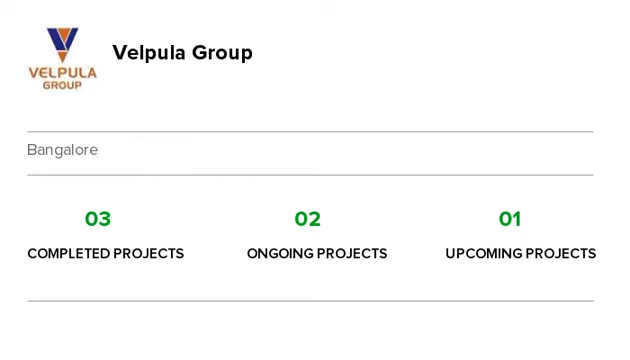 VELPULA
GROUP
Velpula Group
Bangalore
03 02 01
COMPLETED PROJECTS ONGOING PROJECTS UPCOMING PROJECTS